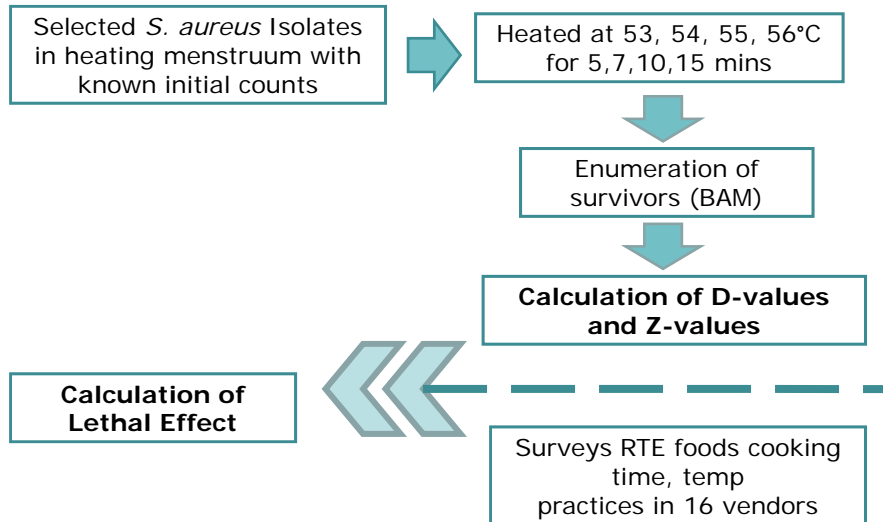 Selected S. aureus Isolates
in heating menstruum with
known initial counts
Heated at 53, 54, 55, 56°C
for 5,7,10,15 mins
Enumeration of
survivors (BAM)
Calculation of D-values
and Z-values
Calculation of
Lethal Effect
Surveys RTE foods cooking
time, temp
practices in 16 vendors